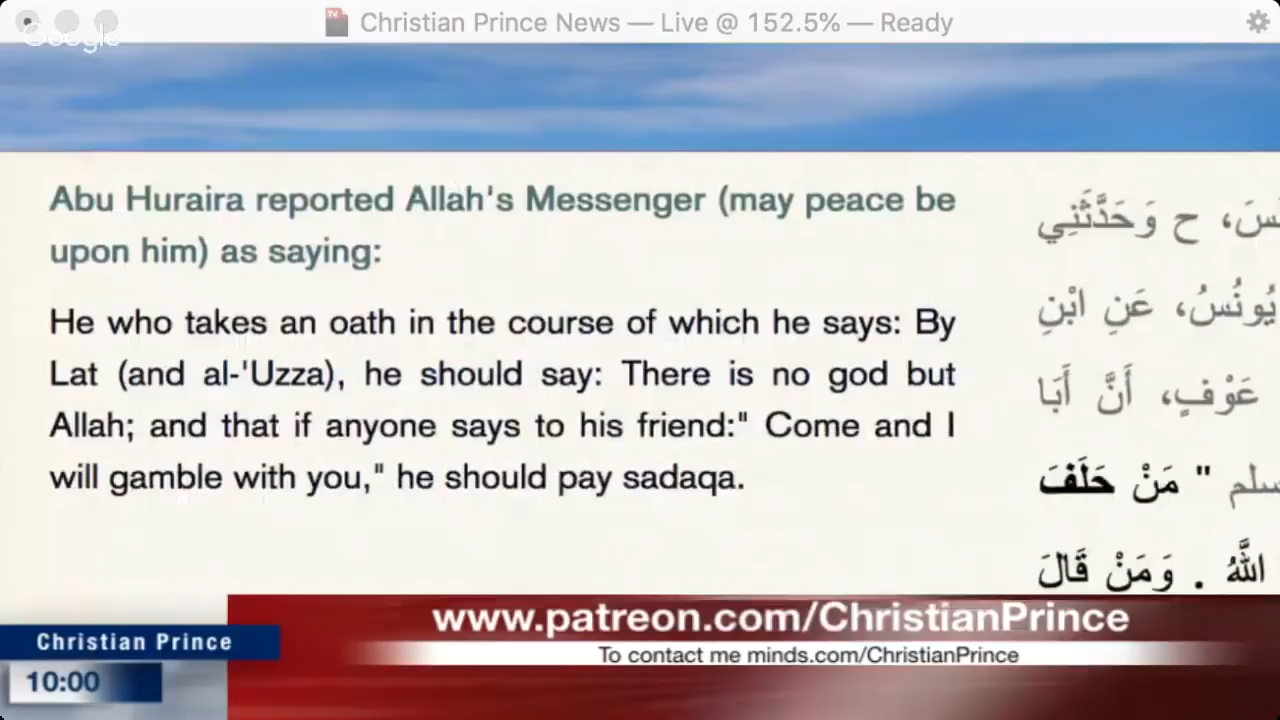 Christian Prince News — Live @ 152.5% — Ready
Google
Abu Huraira reported Allah's Messenger (may peace be
upon him) as saying:
He who takes an oath in the course of which he says: By
Lat (and al-'Uzza), he should say: There is no god but
Allah; and that if anyone says to his friend:" Come and I
will gamble with you," he should pay sadaqa.
ح وَحَدَّثَنِي
يُونُسُ، عَنِ ابْنِ
عَوْفٍ، أَنَّ أَبَا
" مَنْ حَلَفَ
اللَّهُ . وَمَنْ قَالَ
www.patreon.com/ChristianPrince
To contact me minds.com/ChristianPrince
Christian Prince
10:00